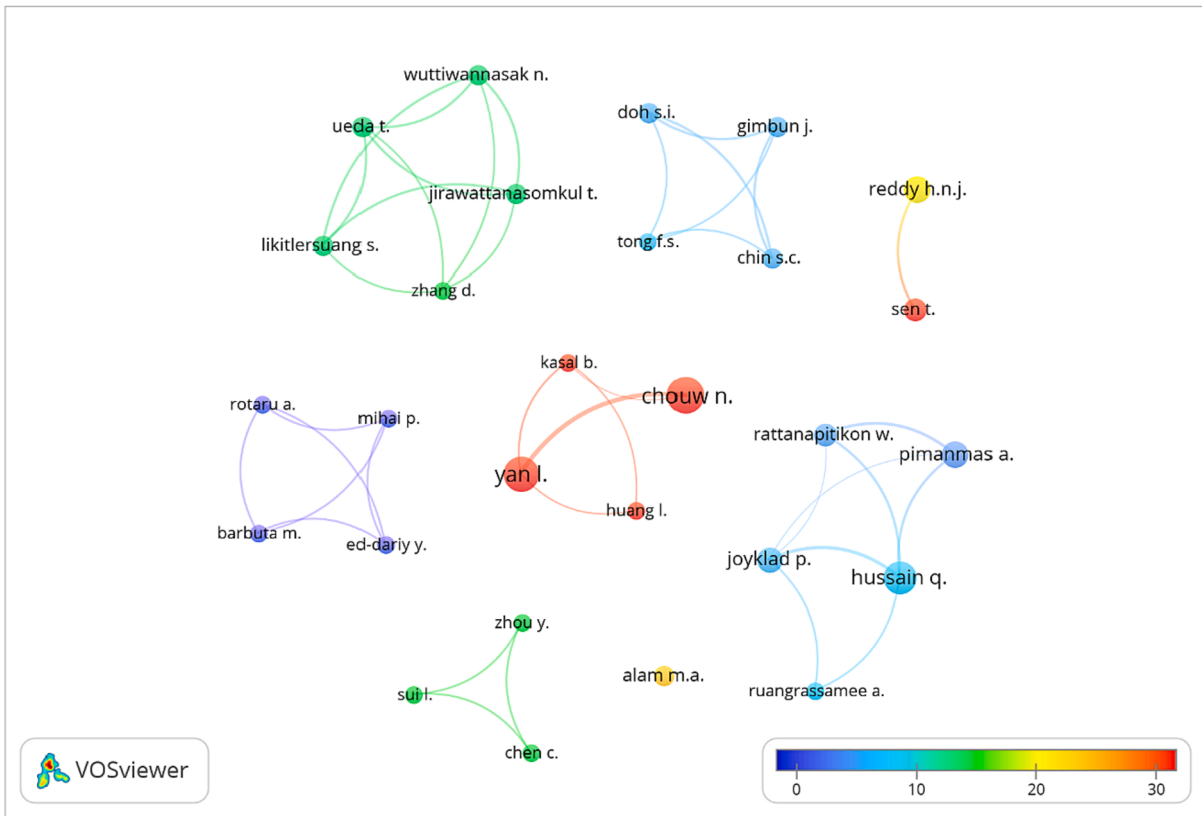 wuttiwannasak n.
ueda t.
jirawattanasomkul t.
likitlersuang s.
zhang d.
doh s.i.
gimbun j.
tong f.s.
chin s.c.
reddy h.n.j.
sen t.
kasal b.
chouw n.
yan l.
huang l.
rotaru a.
mihai p.
barbuta m.
ed-dariy y.
rattanapitikon w.
pimanmas a.
joyklad p.
hussain q.
ruangrassamee a.
zhou y.
sui l.
chen c.
alam m.a.
VOSviewer
0 10 20 30